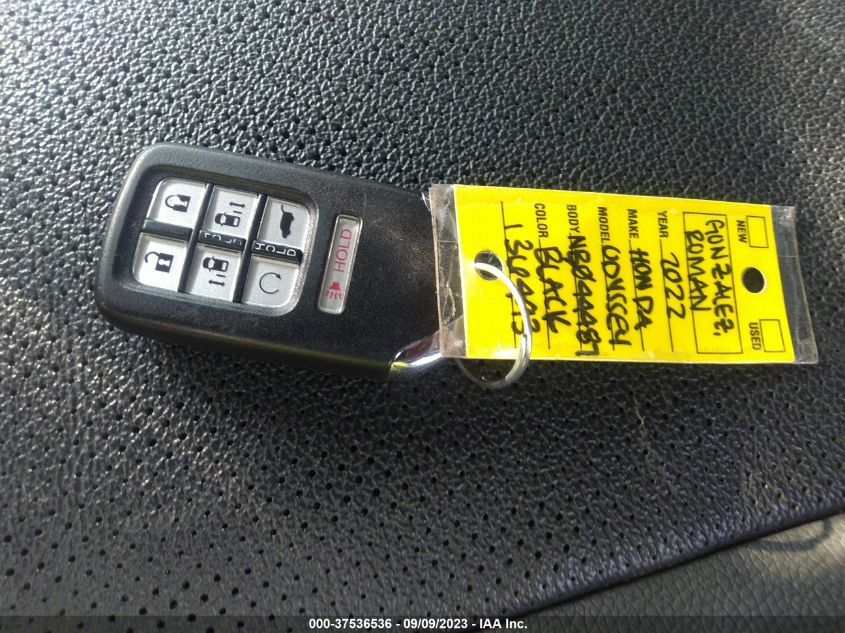 NEW
USED
GONZALEZ,
ROMAN
YEAR 2022
MAKE HONDA
MODEL ODYSSEY
BODY
COLOR BLACK
HOLD
HOLD
000-37536536 - 09/09/2023 - IAA Inc.